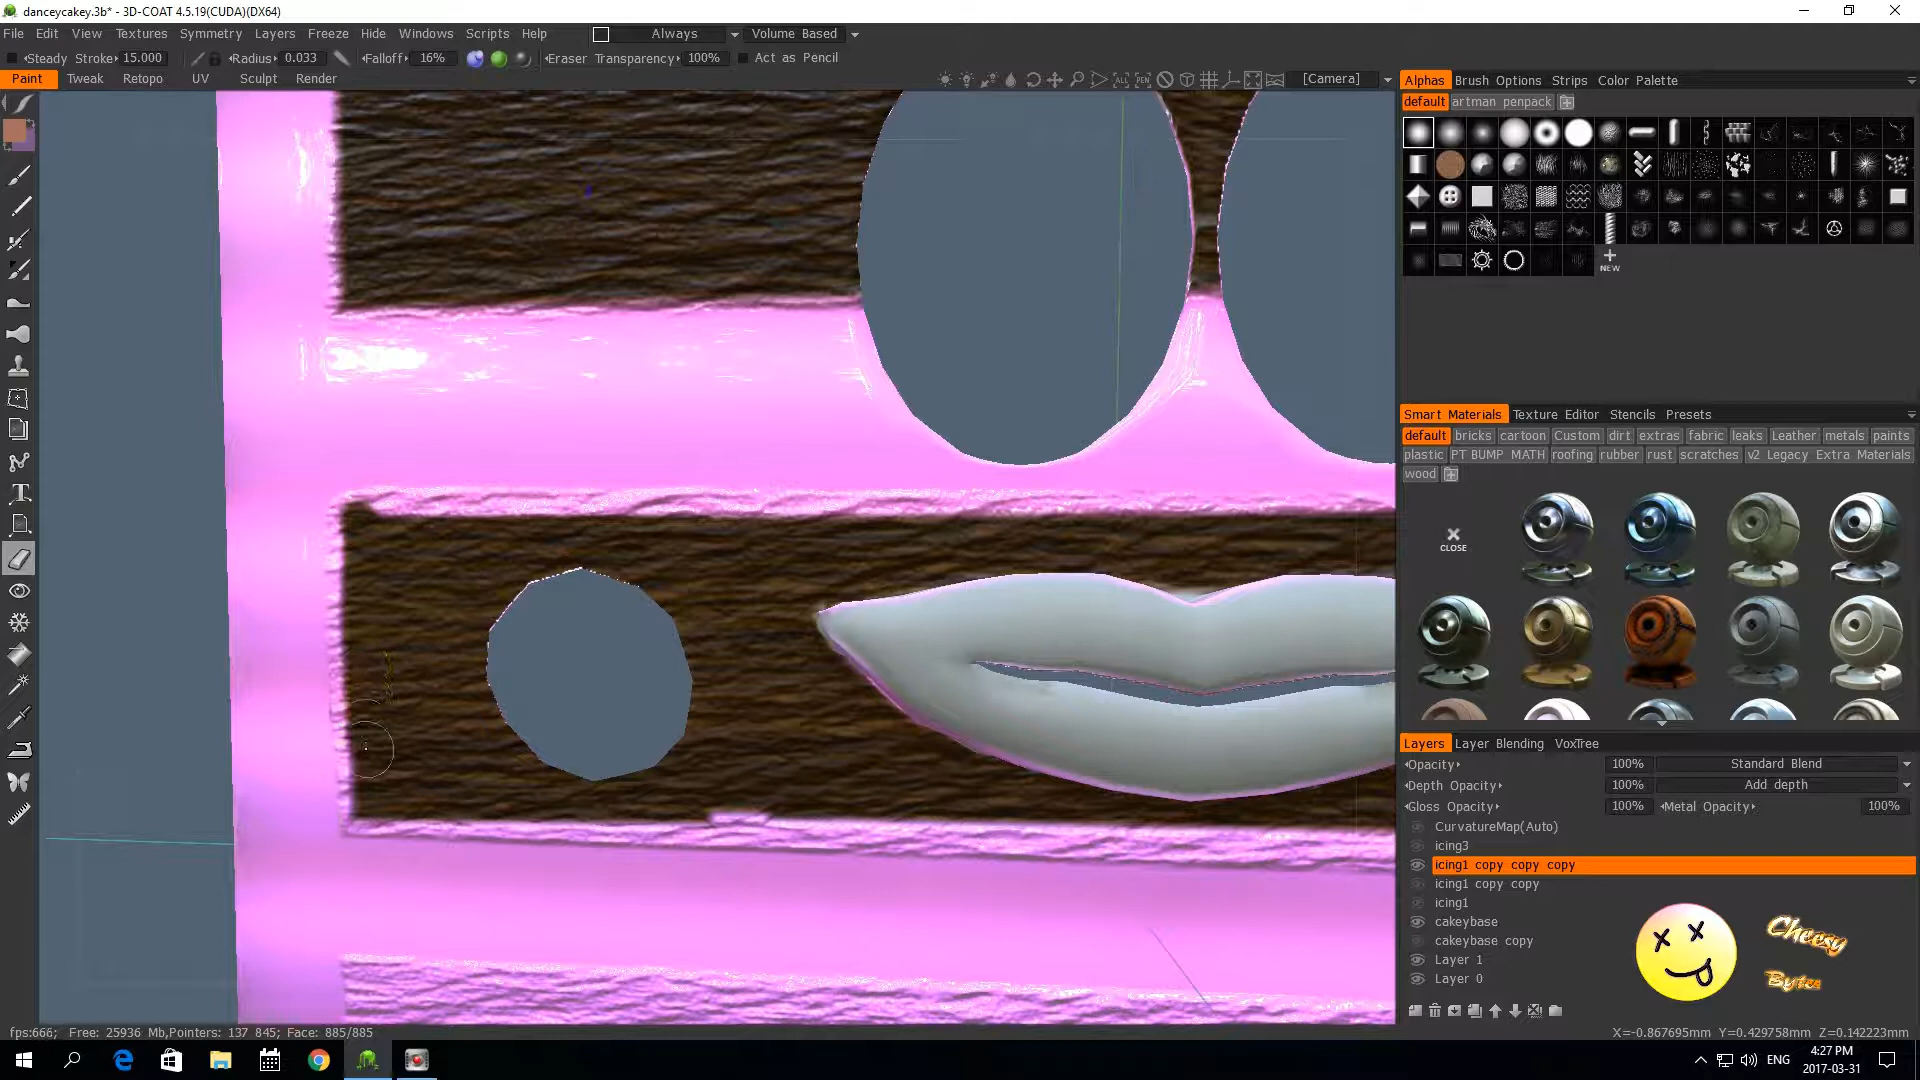 danceycakey.3b* - 3D-COAT 4.5.19(CUDA)(DX64)
File Edit View Textures Symmetry Layers Freeze Hide Windows Scripts Help Always Volume Based
Steady Stroke 15.000 Radius 0.033 Falloff 16% Eraser Transparency 100% Act as Pencil
Paint Tweak Retopo UV Sculpt Render ALL PEN [Camera]
Alphas Brush Options Strips Color Palette
default artman penpack
NEW
Smart Materials Texture Editor Stencils Presets
default bricks cartoon Custom dirt extras fabric leaks Leather metals paints
plastic PT BUMP MATH roofing rubber rust scratches v2 Legacy Extra Materials
wood
CLOSE
Layers Layer Blending VoxTree
Opacity 100% Standard Blend
Depth Opacity 100% Add depth
Gloss Opacity 100% Metal Opacity 100%
CurvatureMap(Auto)
icing3
icing1 copy copy copy
icing1 copy copy
icing1
cakeybase
cakeybase copy
Layer 1
Layer 0
Cheesy
Bytes
fps:666; Free: 25936 Mb,Pointers: 137 845; Face: 885/885
X=-0.867695mm Y=0.429758mm Z=0.142223mm
ENG
4:27 PM
2017-03-31